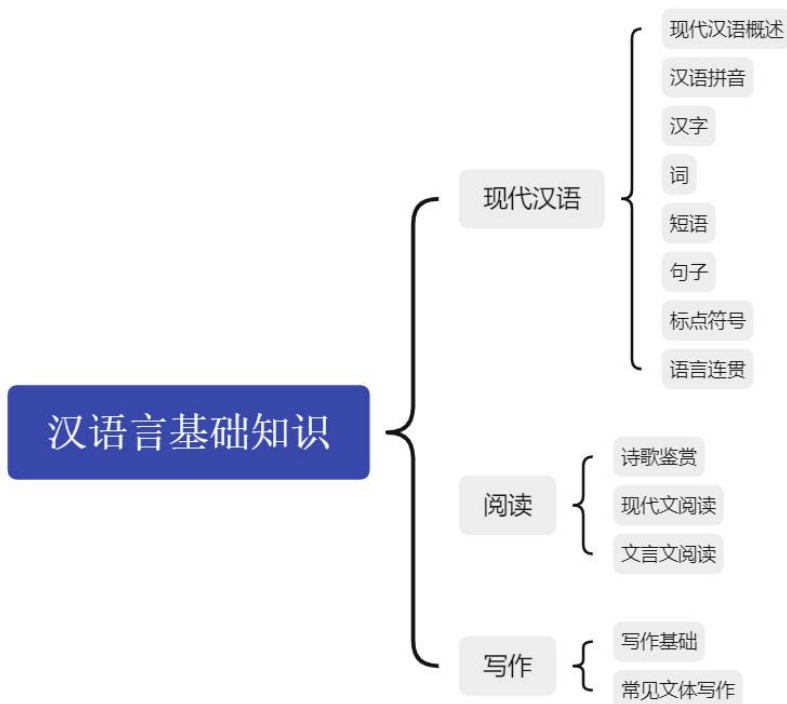 汉语言基础知识
现代汉语
现代汉语概述
汉语拼音
汉字
词
短语
句子
标点符号
语言连贯
阅读
诗歌鉴赏
现代文阅读
文言文阅读
写作
写作基础
常见文体写作